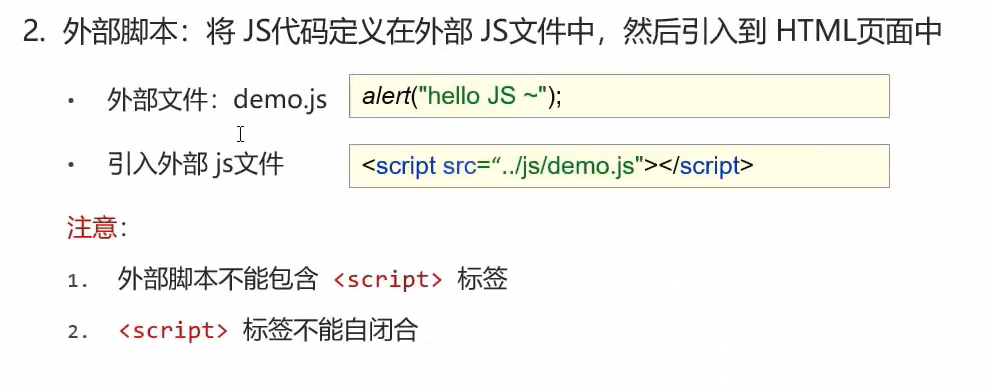 2. 外部脚本：将 JS代码定义在外部 JS文件中，然后引入到 HTML页面中
• 外部文件：demo.js alert("hello JS ~");
• 引入外部 js文件 <script src=“../js/demo.js"></script>
注意：
1. 外部脚本不能包含 <script> 标签
2. <script> 标签不能自闭合